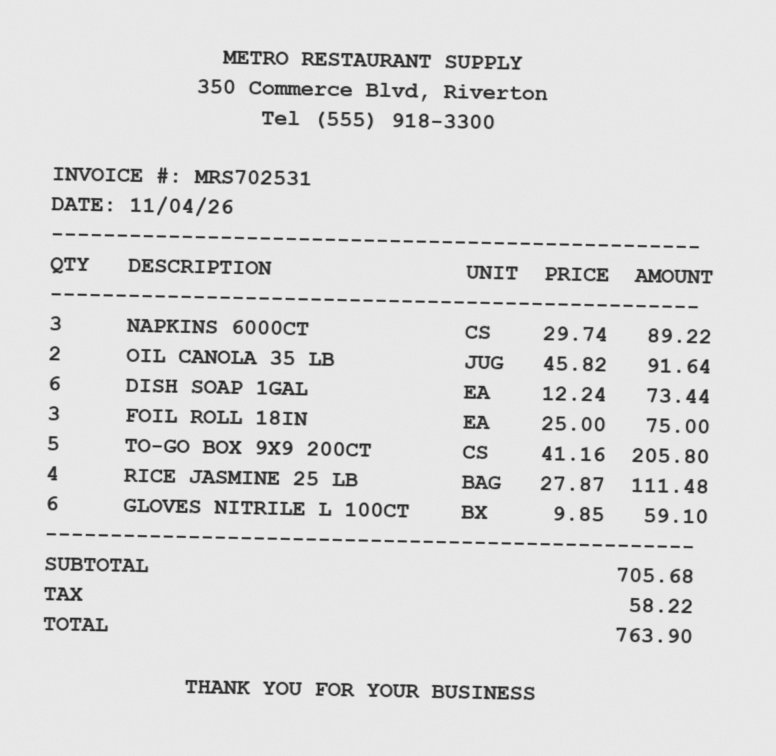 METRO RESTAURANT SUPPLY
350 Commerce Blvd, Riverton
Tel (555) 918-3300
INVOICE #: MRS702531
DATE: 11/04/26
QTY DESCRIPTION UNIT PRICE AMOUNT
3 NAPKINS 6000CT CS 29.74 89.22
2 OIL CANOLA 35 LB JUG 45.82 91.64
6 DISH SOAP 1GAL EA 12.24 73.44
3 FOIL ROLL 18IN EA 25.00 75.00
5 TO-GO BOX 9X9 200CT CS 41.16 205.80
4 RICE JASMINE 25 LB BAG 27.87 111.48
6 GLOVES NITRILE L 100CT BX 9.85 59.10
SUBTOTAL 705.68
TAX 58.22
TOTAL 763.90
THANK YOU FOR YOUR BUSINESS